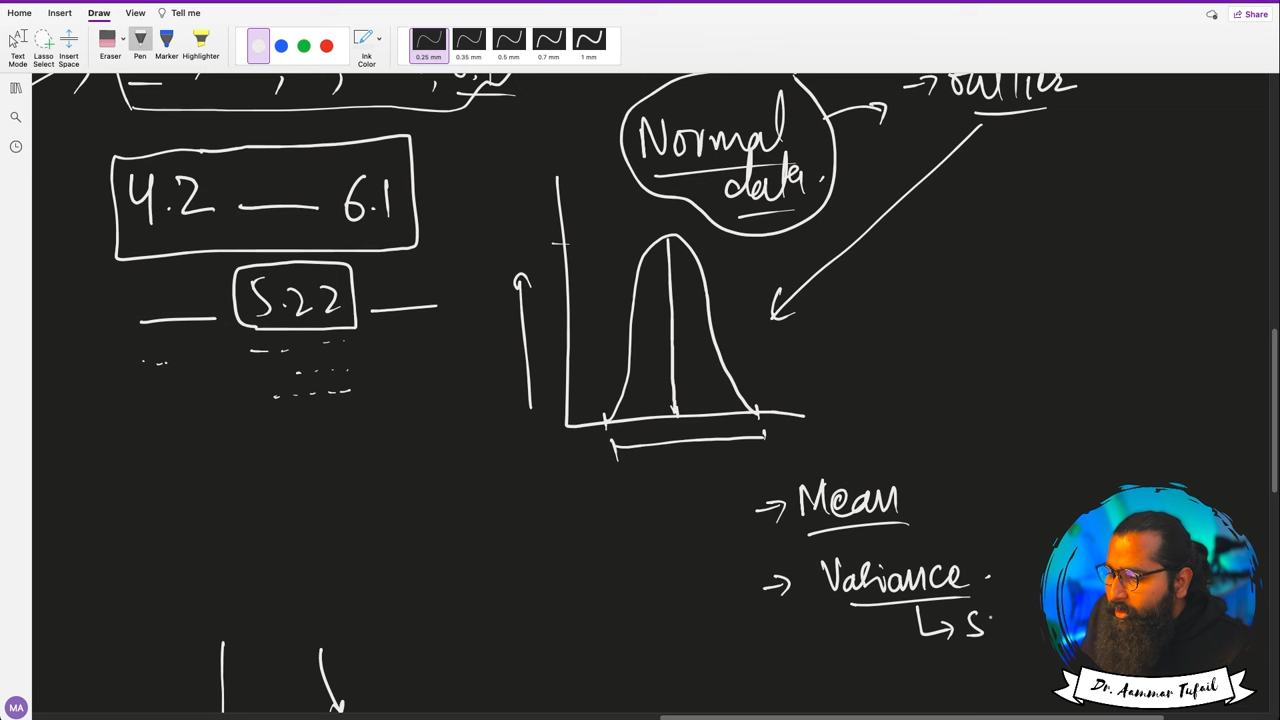 Home Insert Draw View Tell me
Share
Text Mode
Lasso Select
Insert Space
Eraser
Pen
Marker
Highlighter
Ink Color
0.25 mm
0.35 mm
0.5 mm
0.7 mm
1 mm
→ outlier
Normal data.
4.2 — 6.1
5.22
→ Mean
→ Variance.
↳ S
MA
Dr. Aammar Tufail